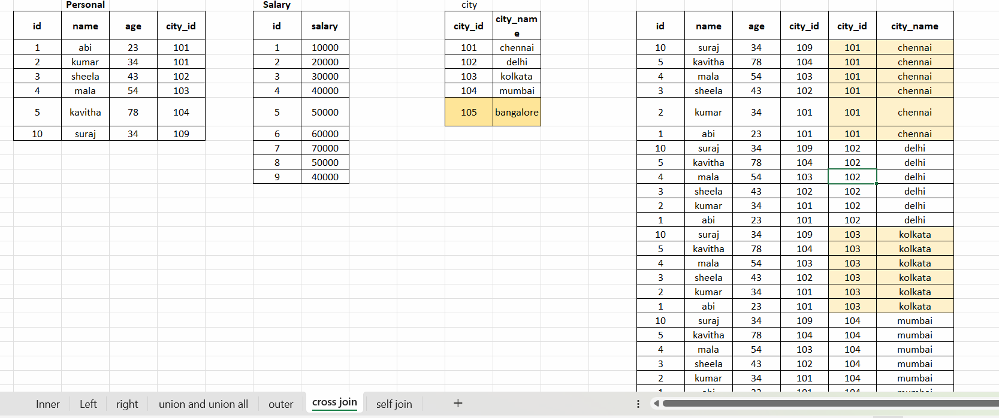 Personal Salary city
id name age city_id id salary city_id city_nam
e id name age city_id city_id city_name
1 abi 23 101 1 10000 101 chennai 10 suraj 34 109 101 chennai
2 kumar 34 101 2 20000 102 delhi 5 kavitha 78 104 101 chennai
3 sheela 43 102 3 30000 103 kolkata 4 mala 54 103 101 chennai
4 mala 54 103 4 40000 104 mumbai 3 sheela 43 102 101 chennai
5 kavitha 78 104 5 50000 105 bangalore 2 kumar 34 101 101 chennai
10 suraj 34 109 6 60000 1 abi 23 101 101 chennai
7 70000 10 suraj 34 109 102 delhi
8 50000 5 kavitha 78 104 102 delhi
9 40000 4 mala 54 103 102 delhi
3 sheela 43 102 102 delhi
2 kumar 34 101 102 delhi
1 abi 23 101 102 delhi
10 suraj 34 109 103 kolkata
5 kavitha 78 104 103 kolkata
4 mala 54 103 103 kolkata
3 sheela 43 102 103 kolkata
2 kumar 34 101 103 kolkata
1 abi 23 101 103 kolkata
10 suraj 34 109 104 mumbai
5 kavitha 78 104 104 mumbai
4 mala 54 103 104 mumbai
3 sheela 43 102 104 mumbai
2 kumar 34 101 104 mumbai
Inner Left right union and union all outer cross join self join +